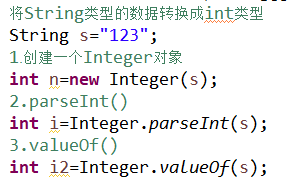 将String类型的数据转换成int类型
String s="123";
1.创建一个Integer对象
int n=new Integer(s);
2.parseInt()
int i=Integer.parseInt(s);
3.valueOf()
int i2=Integer.valueOf(s);